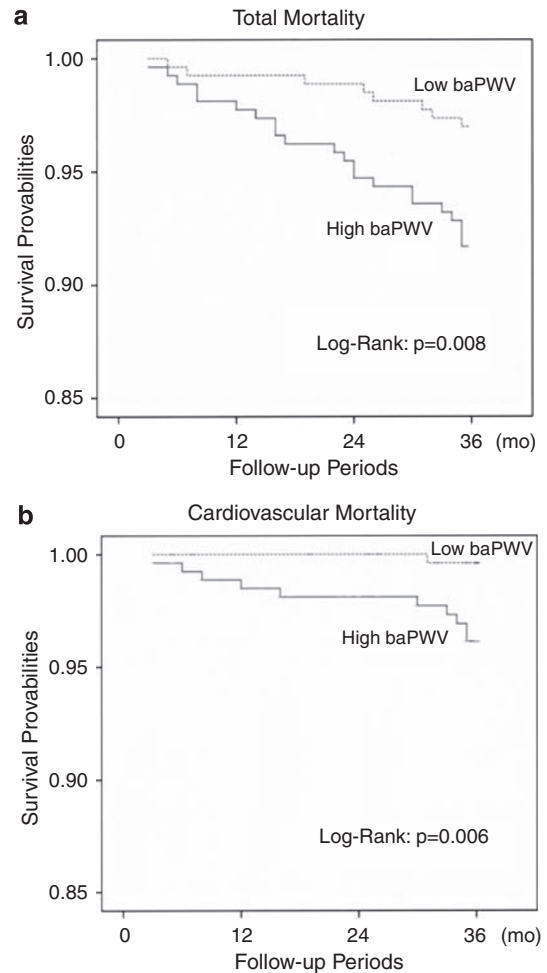 a
Total Mortality
1.00
0.95
0.90
0.85
Survival Provabilities
Low baPWV
High baPWV
Log-Rank: p=0.008
0 12 24 36 (mo)
Follow-up Periods
b
Cardiovascular Mortality
1.00
0.95
0.90
0.85
Survival Provabilities
Low baPWV
High baPWV
Log-Rank: p=0.006
0 12 24 36 (mo)
Follow-up Periods